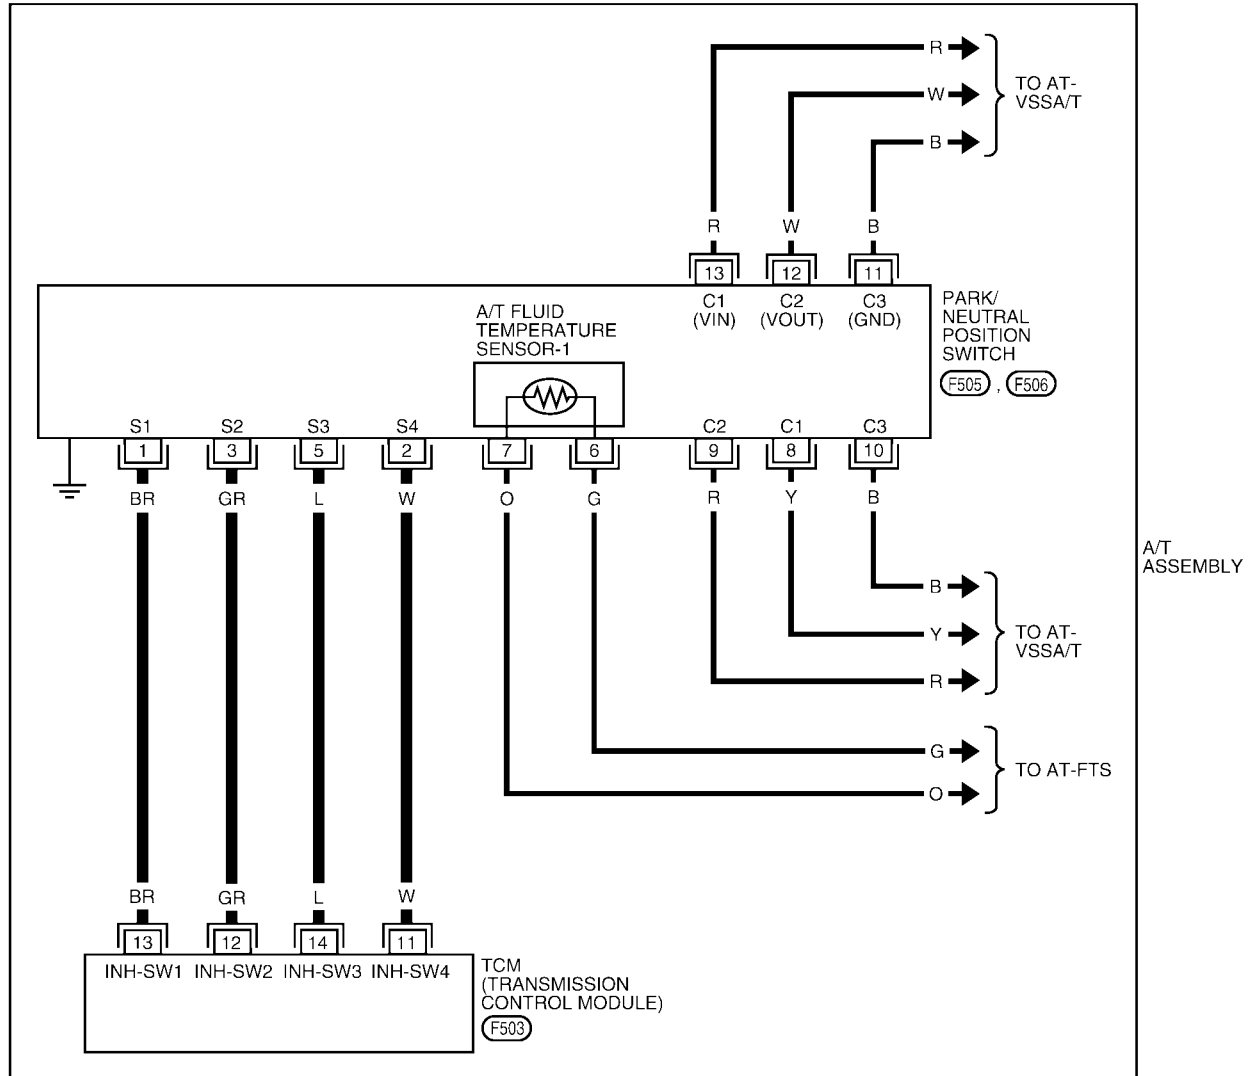 R
TO AT-
VSSA/T
W
B
R W B
13 12 11
C1 C2 C3
(VIN) (VOUT) (GND)
PARK/
NEUTRAL
POSITION
SWITCH
F505 , F506
A/T FLUID
TEMPERATURE
SENSOR-1
S1 S2 S3 S4 C2 C1 C3
1 3 5 2 7 6 9 8 10
BR GR L W O G R Y B
A/T
ASSEMBLY
B
Y
R
TO AT-
VSSA/T
G
O
TO AT-FTS
BR GR L W
13 12 14 11
INH-SW1 INH-SW2 INH-SW3 INH-SW4
TCM
(TRANSMISSION
CONTROL MODULE)
F503